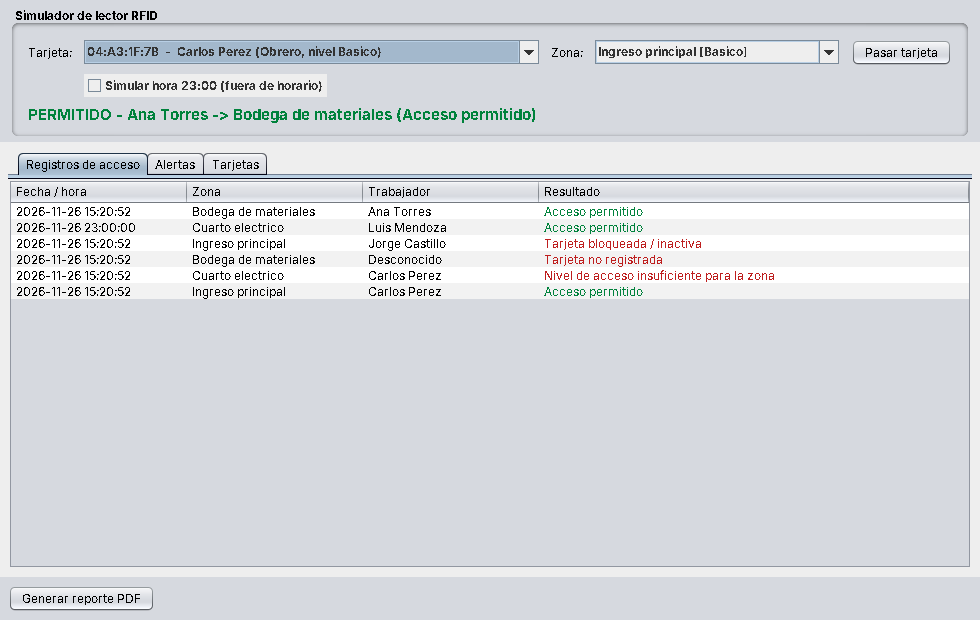 Simulador de lector RFID
Tarjeta: 04:A3:1F:7B - Carlos Perez (Obrero, nivel Basico) Zona: Ingreso principal [Basico] Pasar tarjeta
Simular hora 23:00 (fuera de horario)
PERMITIDO - Ana Torres -> Bodega de materiales (Acceso permitido)
Registros de acceso Alertas Tarjetas
Fecha / hora Zona Trabajador Resultado
2026-11-26 15:20:52 Bodega de materiales Ana Torres Acceso permitido
2026-11-26 23:00:00 Cuarto electrico Luis Mendoza Acceso permitido
2026-11-26 15:20:52 Ingreso principal Jorge Castillo Tarjeta bloqueada / inactiva
2026-11-26 15:20:52 Bodega de materiales Desconocido Tarjeta no registrada
2026-11-26 15:20:52 Cuarto electrico Carlos Perez Nivel de acceso insuficiente para la zona
2026-11-26 15:20:52 Ingreso principal Carlos Perez Acceso permitido
Generar reporte PDF